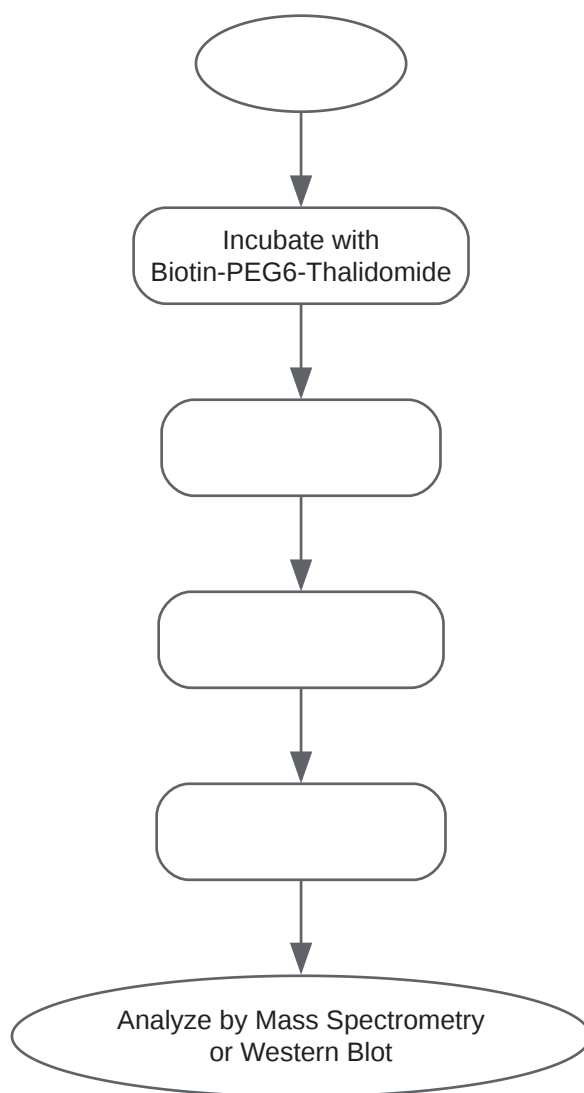 Incubate with
Biotin-PEG6-Thalidomide
Analyze by Mass Spectrometry
or Western Blot